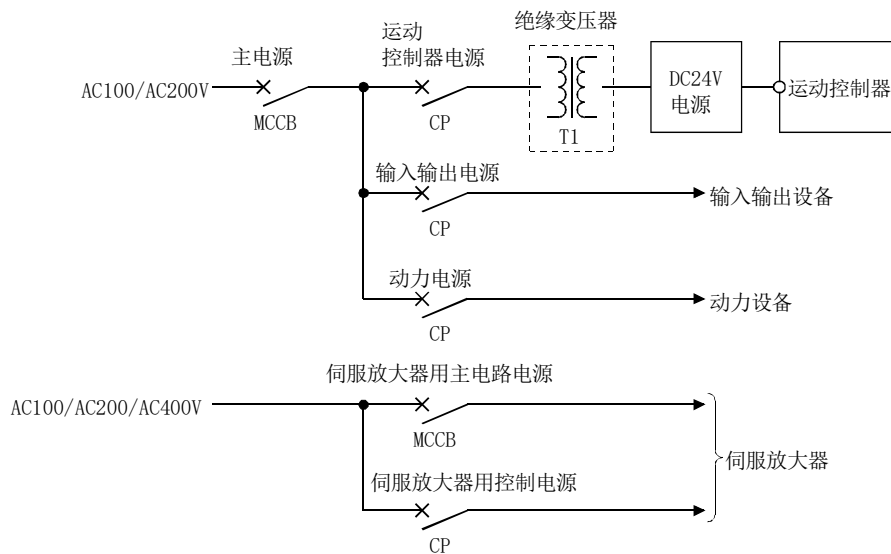 绝缘变压器
运动
控制器电源
主电源
AC100/AC200V
MCCB
CP
T1
DC24V
电源
运动控制器
输入输出电源
CP
输入输出设备
动力电源
CP
动力设备
伺服放大器用主电路电源
AC100/AC200/AC400V
MCCB
伺服放大器
伺服放大器用控制电源
CP